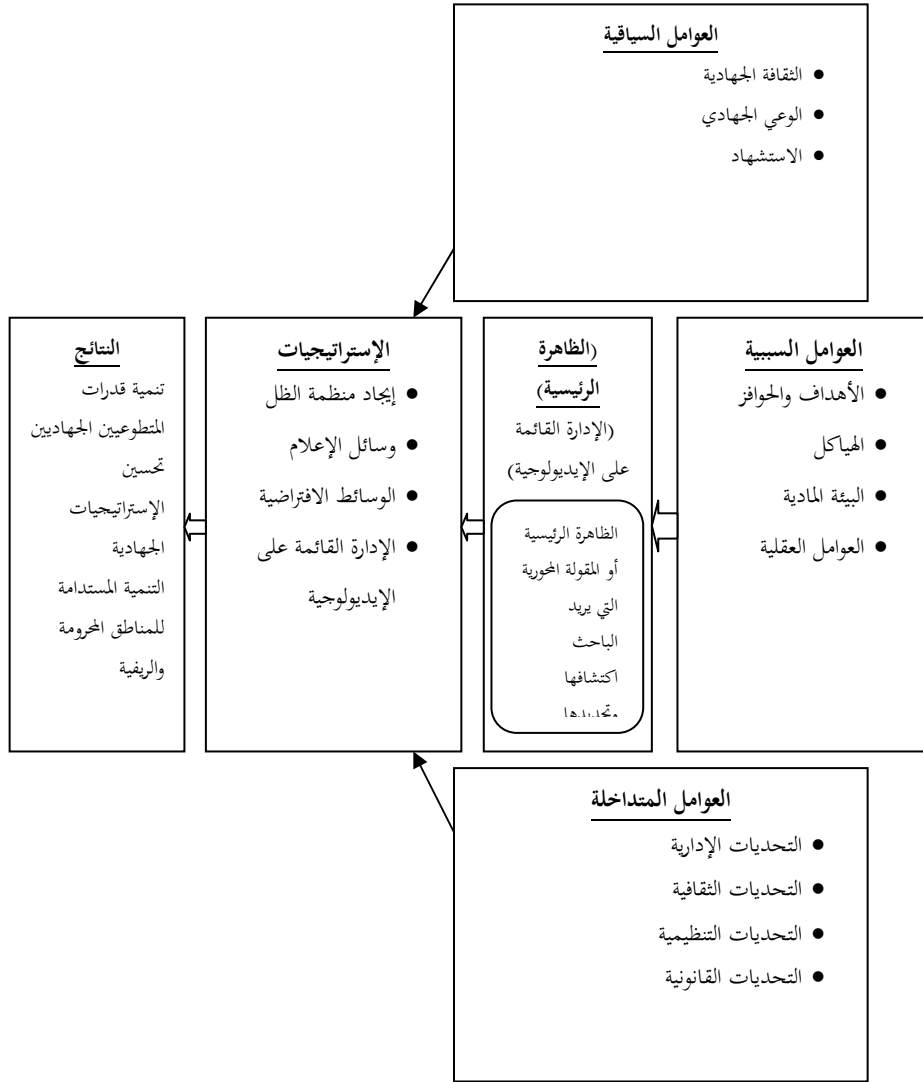 العوامل السياقية
● الثقافة الجهادية
● الوعي الجهادي
● الاستشهاد
العوامل السببية
● الأهداف والحوافز
● الهياكل
● البيئة المادية
● العوامل العقلية
(الظاهرة
الرئيسية)
(الإدارة القائمة
على الإيديولوجية)
الظاهرة الرئيسية
أو المقولة المحورية
التي يريد
الباحث
اكتشافها
وتحديدها
الإستراتيجيات
● إيجاد منظمة الظل
● وسائل الإعلام
● الوسائط الافتراضية
● الإدارة القائمة على
الإيديولوجية
النتائج
تنمية قدرات
المتطوعيين الجهاديين
تحسين
الإستراتيجيات
الجهادية
التنمية المستدامة
للمناطق المحرومة
والريفية
العوامل المتداخلة
● التحديات الإدارية
● التحديات الثقافية
● التحديات التنظيمية
● التحديات القانونية